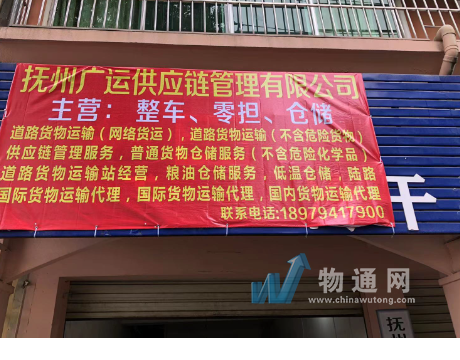 抚州广运供应链管理有限公司
主营：整车、零担、仓储
道路货物运输（网络货运），道路货物运输（不含危险货物）
供应链管理服务，普通货物仓储服务（不含危险化学品）
道路货物运输站经营，粮油仓储服务，低温仓储，陆路
国际货物运输代理，国际货物运输代理，国内货物运输代理
联系电话:18979417900
干
物通网
www.chinawutong.com
抚州